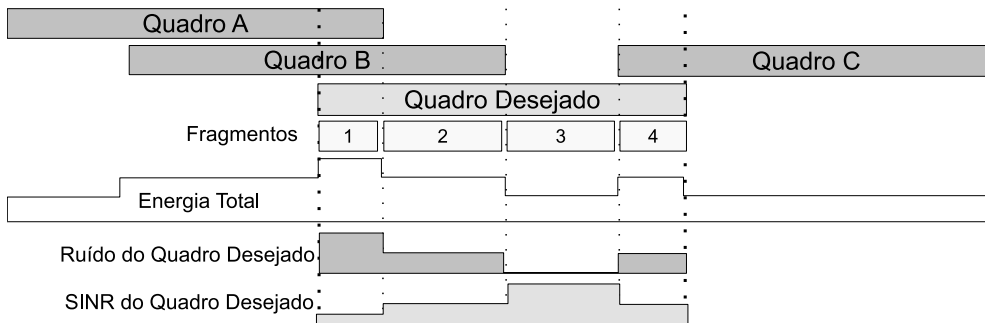 Quadro A
Quadro B
Quadro C
Quadro Desejado
Fragmentos
1
2
3
4
Energia Total
Ruído do Quadro Desejado
SINR do Quadro Desejado